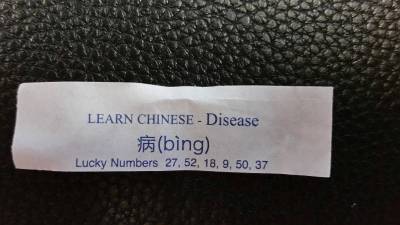 LEARN CHINESE - Disease
病(bìng)
Lucky Numbers 27, 52, 18, 9, 50, 37